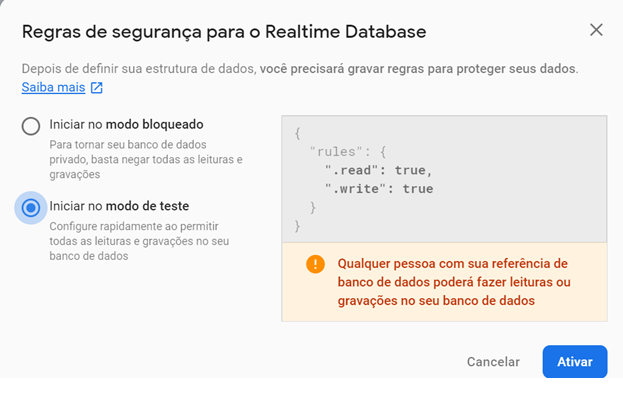 Regras de segurança para o Realtime Database
Depois de definir sua estrutura de dados, você precisará gravar regras para proteger seus dados.
Saiba mais
Iniciar no modo bloqueado
Para tornar seu banco de dados
privado, basta negar todas as leituras e
gravações
Iniciar no modo de teste
Configure rapidamente ao permitir
todas as leituras e gravações no seu
banco de dados
{
"rules": {
".read": true,
".write": true
}
}
Qualquer pessoa com sua referência de
banco de dados poderá fazer leituras ou
gravações no seu banco de dados
Cancelar
Ativar